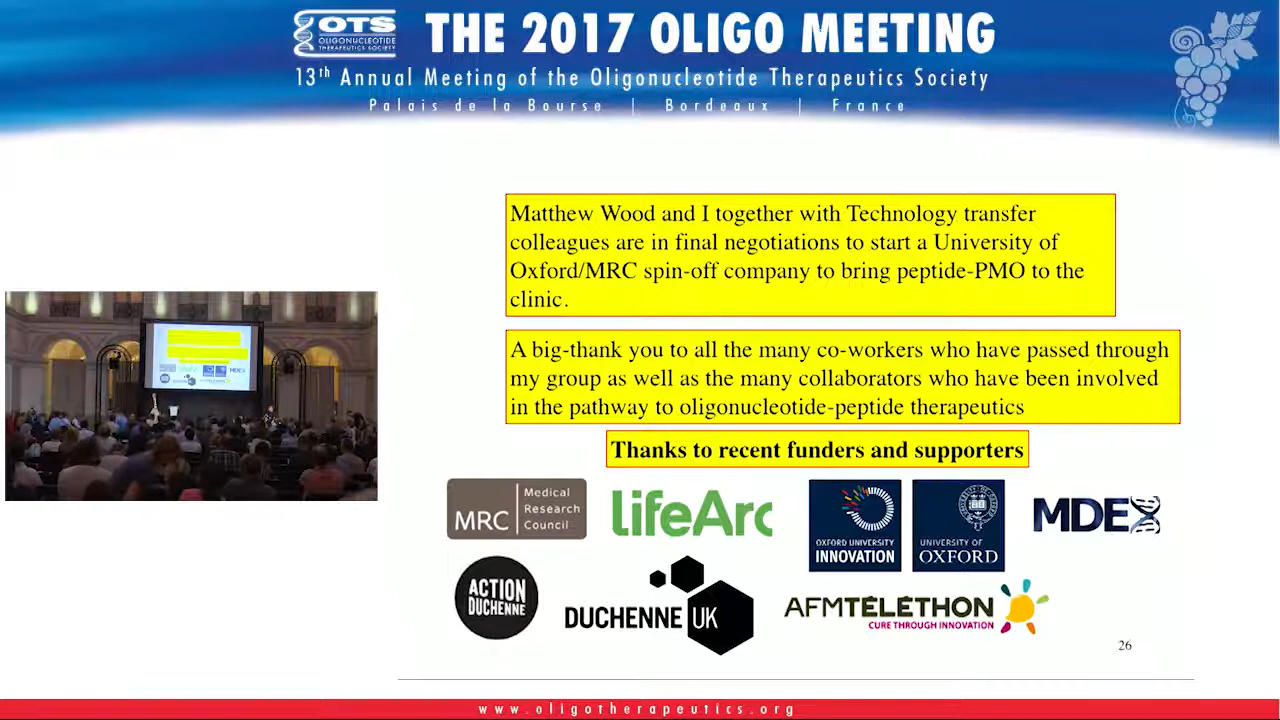 OTS
OLIGONUCLEOTIDE
THERAPEUTICS SOCIETY
THE 2017 OLIGO MEETING
13th Annual Meeting of the Oligonucleotide Therapeutics Society
Palais de la Bourse | Bordeaux | France
Matthew Wood and I together with Technology transfer
colleagues are in final negotiations to start a University of
Oxford/MRC spin-off company to bring peptide-PMO to the
clinic.
A big-thank you to all the many co-workers who have passed through
my group as well as the many collaborators who have been involved
in the pathway to oligonucleotide-peptide therapeutics
Thanks to recent funders and supporters
MRC
Medical
Research
Council
LifeArc
OXFORD UNIVERSITY
INNOVATION
UNIVERSITY OF
OXFORD
MDEX
ACTION
DUCHENNE
DUCHENNE UK
AFMTÉLÉTHON
CURE THROUGH INNOVATION
26
www.oligotherapeutics.org